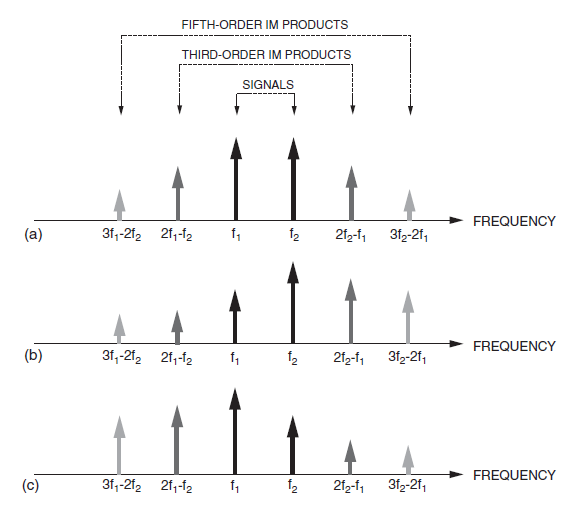 FIFTH-ORDER IM PRODUCTS
THIRD-ORDER IM PRODUCTS
SIGNALS
FREQUENCY
(a) 3f₁-2f₂ 2f₁-f₂ f₁ f₂ 2f₂-f₁ 3f₂-2f₁
FREQUENCY
(b) 3f₁-2f₂ 2f₁-f₂ f₁ f₂ 2f₂-f₁ 3f₂-2f₁
FREQUENCY
(c) 3f₁-2f₂ 2f₁-f₂ f₁ f₂ 2f₂-f₁ 3f₂-2f₁